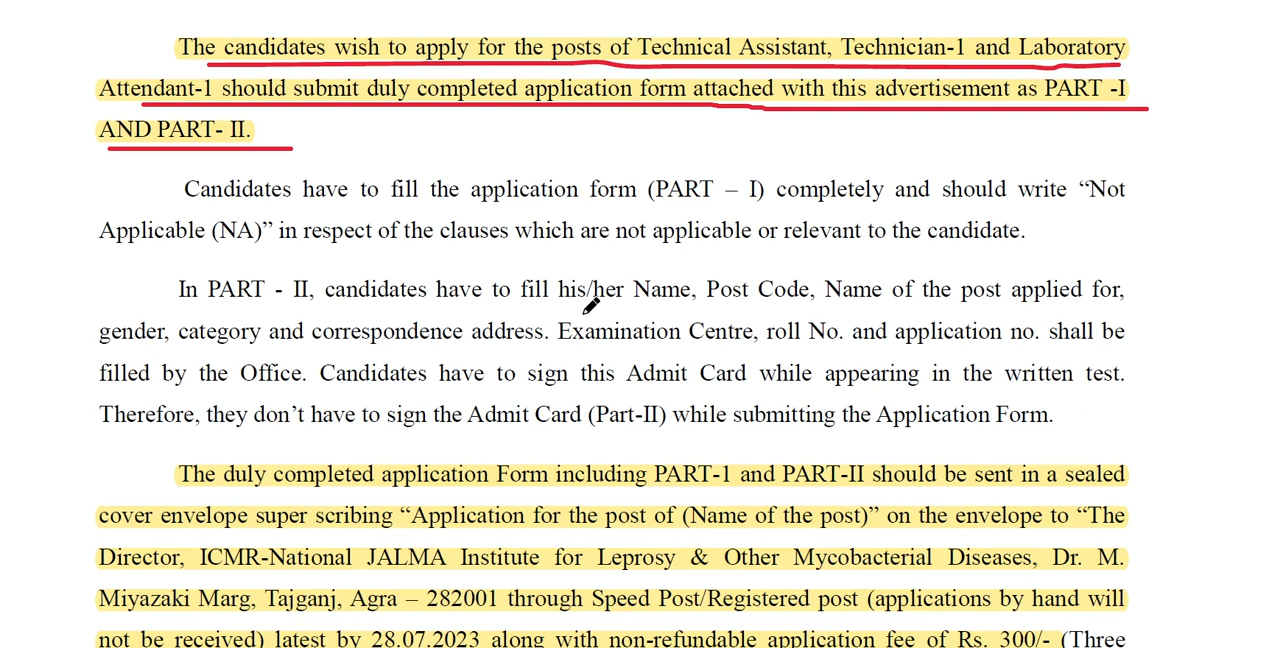 The candidates wish to apply for the posts of Technical Assistant, Technician-1 and Laboratory
Attendant-1 should submit duly completed application form attached with this advertisement as PART -I
AND PART- II.
Candidates have to fill the application form (PART – I) completely and should write “Not
Applicable (NA)” in respect of the clauses which are not applicable or relevant to the candidate.
In PART - II, candidates have to fill his/her Name, Post Code, Name of the post applied for,
gender, category and correspondence address. Examination Centre, roll No. and application no. shall be
filled by the Office. Candidates have to sign this Admit Card while appearing in the written test.
Therefore, they don’t have to sign the Admit Card (Part-II) while submitting the Application Form.
The duly completed application Form including PART-1 and PART-II should be sent in a sealed
cover envelope super scribing “Application for the post of (Name of the post)” on the envelope to “The
Director, ICMR-National JALMA Institute for Leprosy & Other Mycobacterial Diseases, Dr. M.
Miyazaki Marg, Tajganj, Agra – 282001 through Speed Post/Registered post (applications by hand will
not be received) latest by 28.07.2023 along with non-refundable application fee of Rs. 300/- (Three